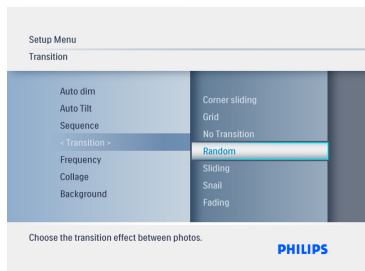 Setup Menu
Transition
Auto dim
Auto Tilt
Sequence
< Transition >
Frequency
Collage
Background
Corner sliding
Grid
No Transition
Random
Sliding
Snail
Fading
Choose the transition effect between photos.
PHILIPS